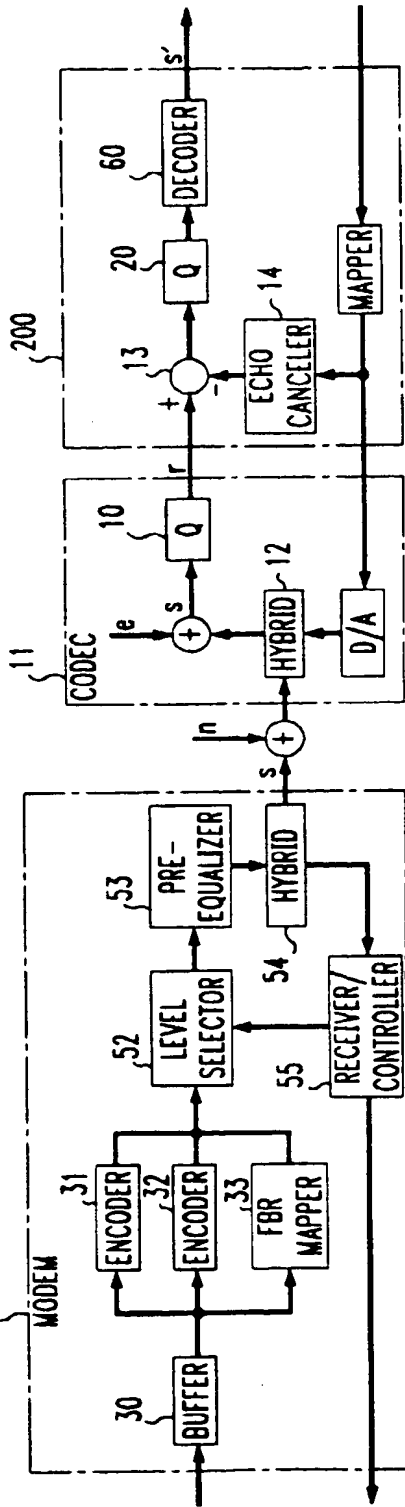 MODEM
30
BUFFER
31
ENCODER
32
ENCODER
33
FBR
MAPPER
52
LEVEL
SELECTOR
53
PRE-
EQUALIZER
54
HYBRID
55
RECEIVER/
CONTROLLER
s
n
11
CODEC
e
s
10
Q
12
HYBRID
D/A
r
200
13
+
-
14
ECHO
CANCELER
20
Q
60
DECODER
s'
MAPPER
+
+